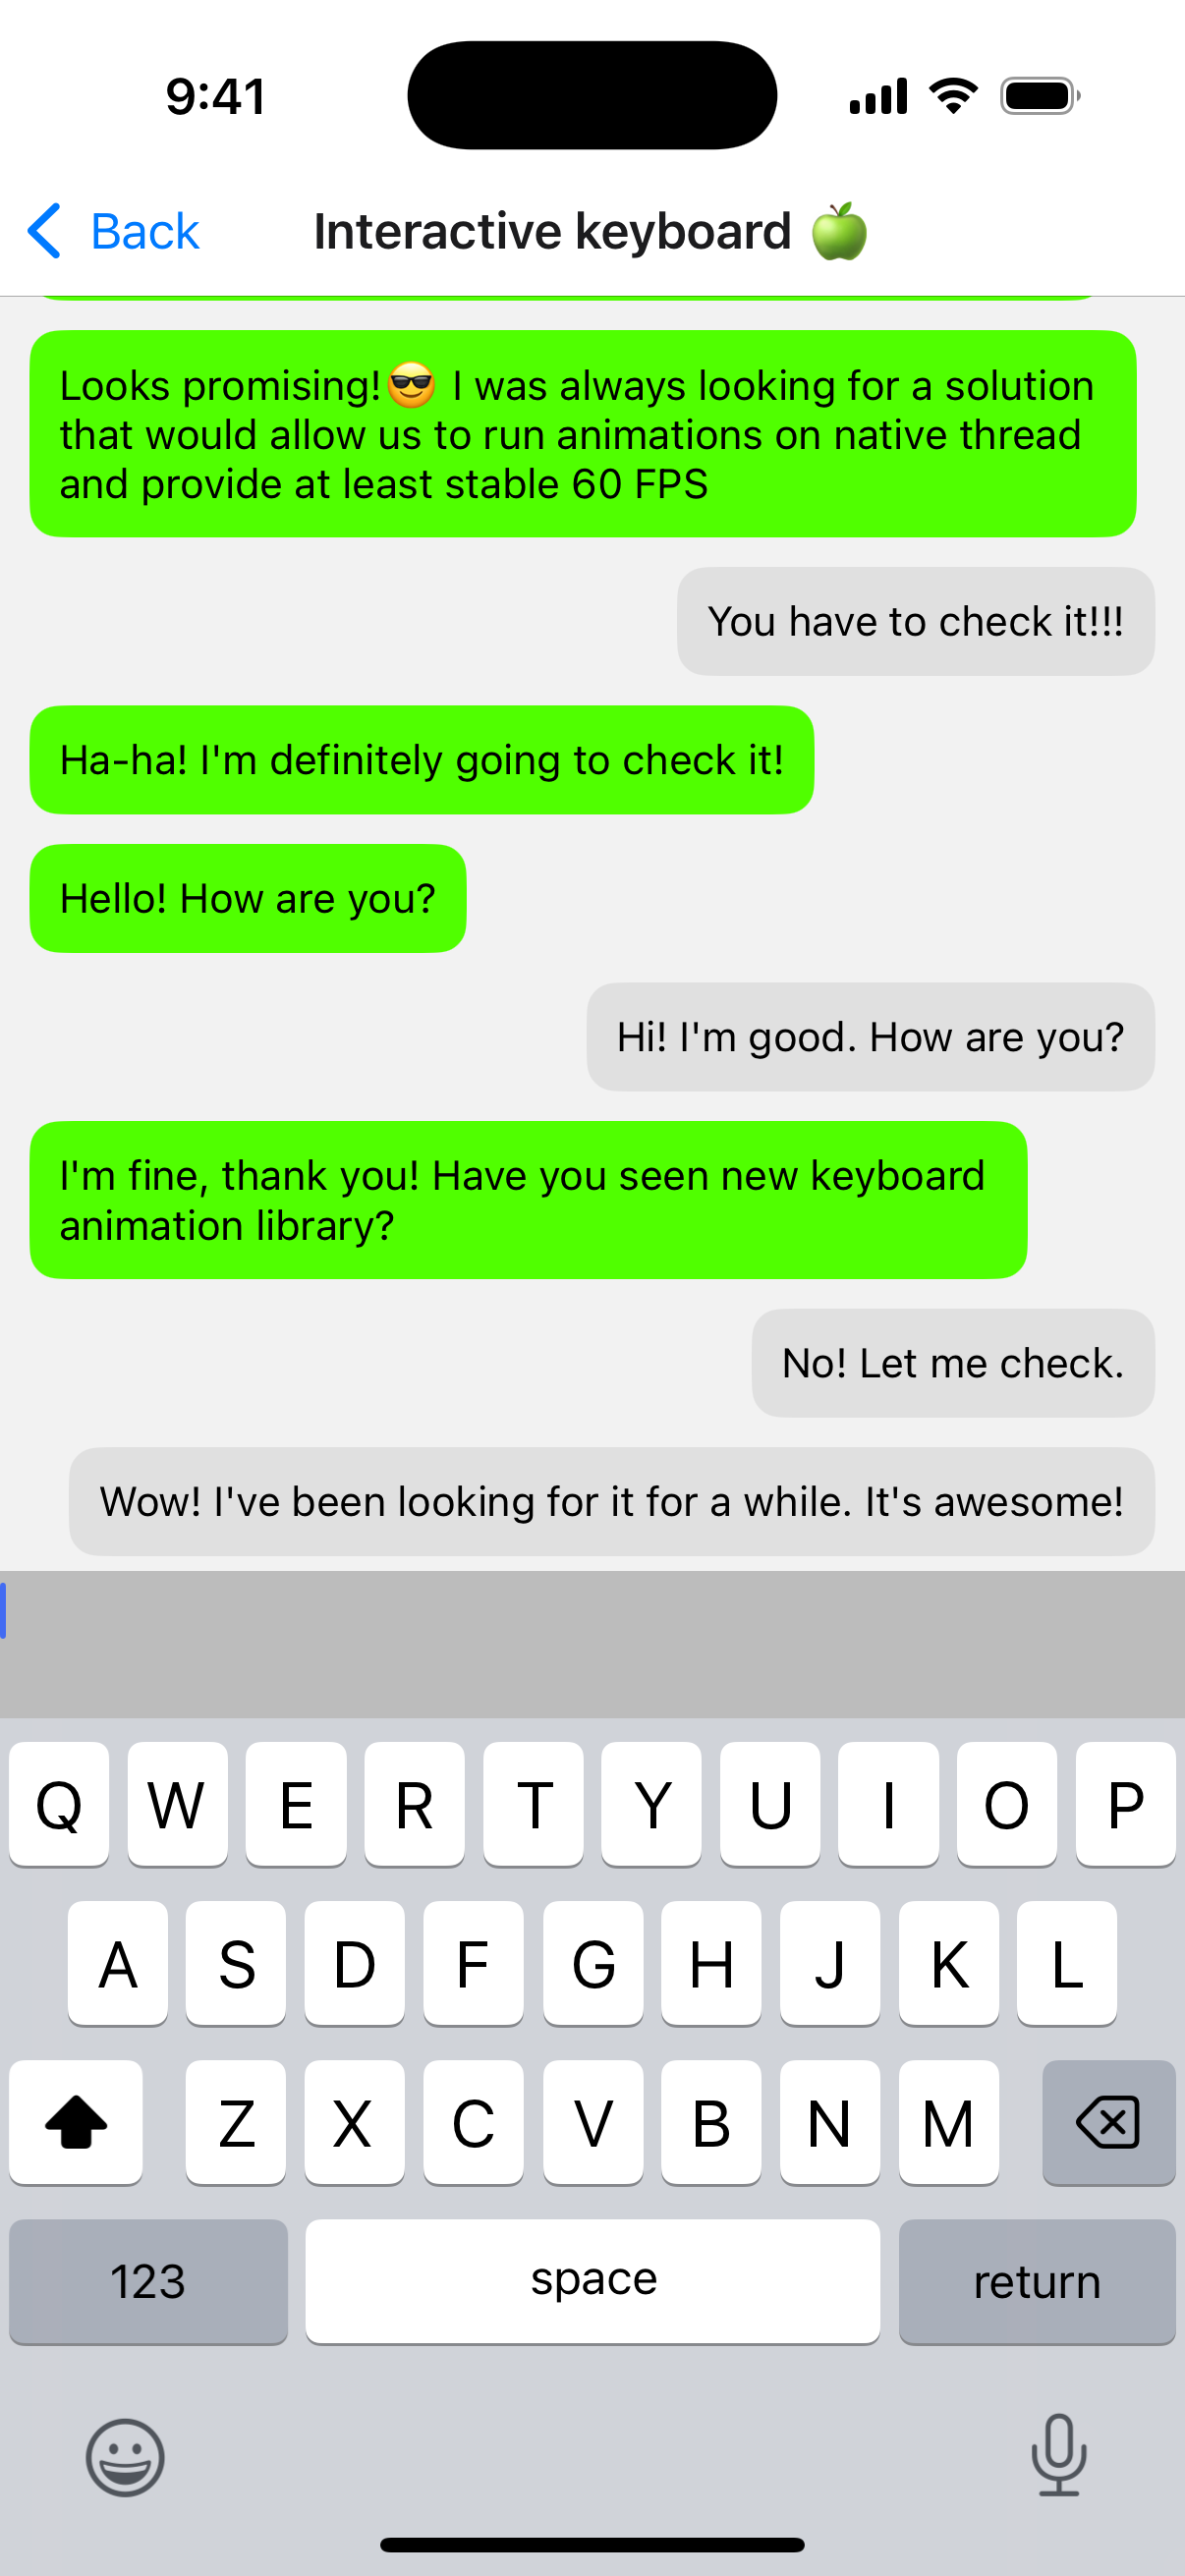 9:41
Back
Interactive keyboard 🍏
Looks promising!😎 I was always looking for a solution
that would allow us to run animations on native thread
and provide at least stable 60 FPS
You have to check it!!!
Ha-ha! I'm definitely going to check it!
Hello! How are you?
Hi! I'm good. How are you?
I'm fine, thank you! Have you seen new keyboard
animation library?
No! Let me check.
Wow! I've been looking for it for a while. It's awesome!
Q W E R T Y U I O P
A S D F G H J K L
Z X C V B N M
123 space return